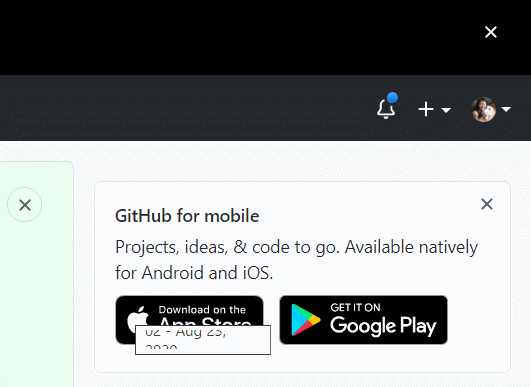 GitHub for mobile
Projects, ideas, & code to go. Available natively
for Android and iOS.
Download on the
App Store
GET IT ON
Google Play
02 - Aug 23,
2020